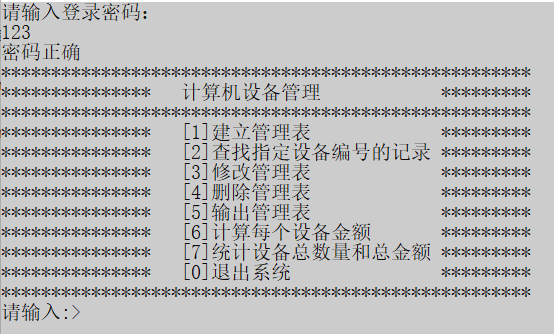 请输入登录密码：
123
密码正确
*****************************************************
***************   计算机设备管理            *********
*****************************************************
***************   [1]建立管理表             *********
***************   [2]查找指定设备编号的记录 *********
***************   [3]修改管理表             *********
***************   [4]删除管理表             *********
***************   [5]输出管理表             *********
***************   [6]计算每个设备金额       *********
***************   [7]统计设备总数量和总金额 *********
***************   [0]退出系统               *********
*****************************************************
请输入:>